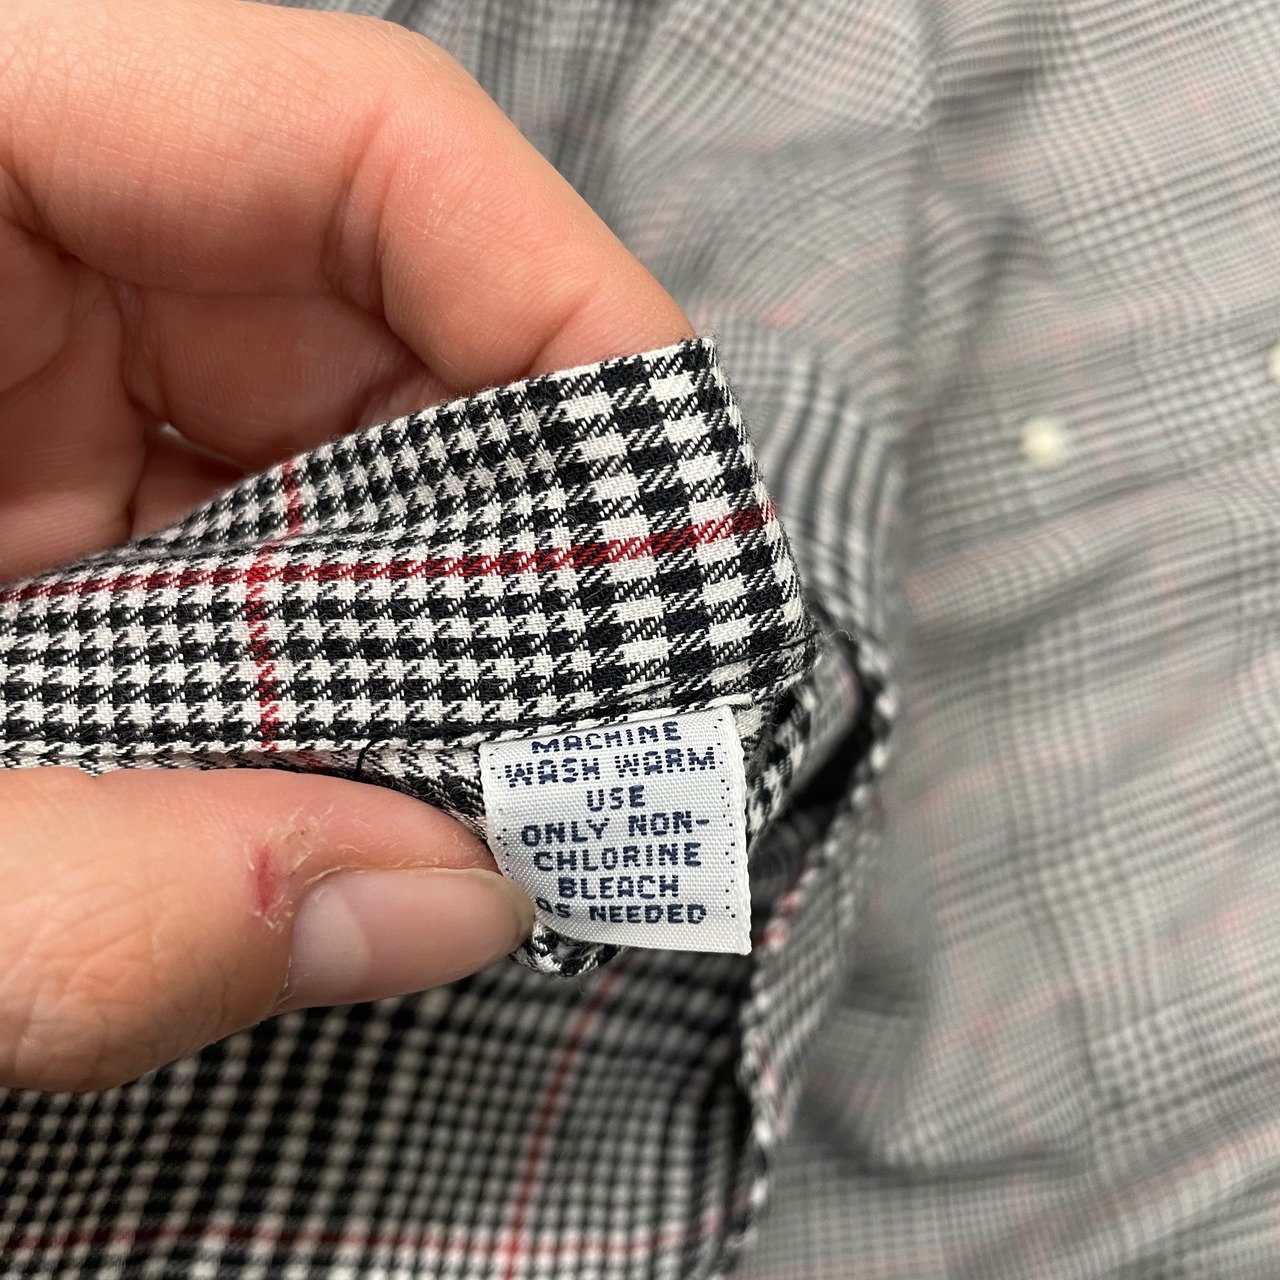 MACHINE
WASH WARM
USE
ONLY NON-
CHLORINE
BLEACH
AS NEEDED